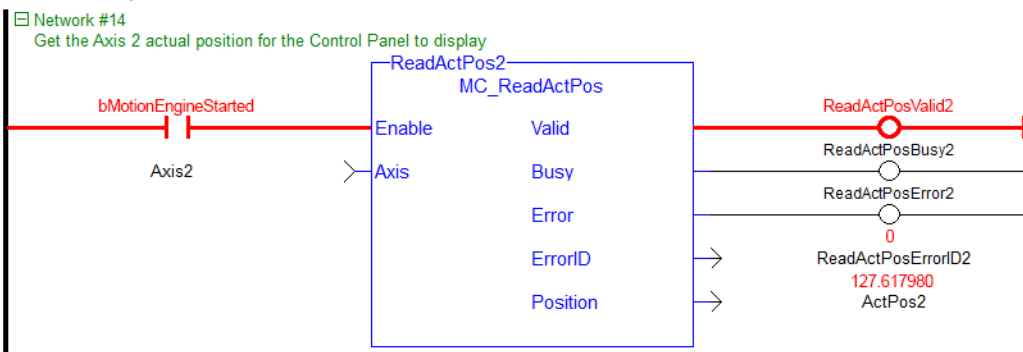 Network #14
Get the Axis 2 actual position for the Control Panel to display
ReadActPos2
MC_ReadActPos
bMotionEngineStarted
Enable
Valid
ReadActPosValid2
Axis2
Axis
Busy
ReadActPosBusy2
Error
ReadActPosError2
0
ErrorID
ReadActPosErrorID2
127.617980
Position
ActPos2